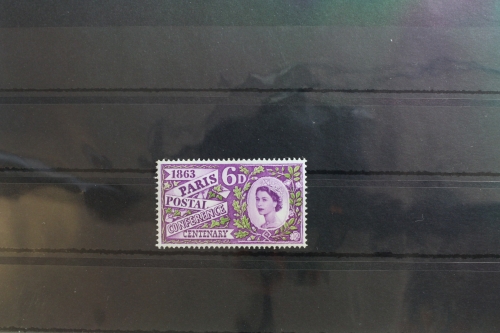 1863
PARIS 6D
POSTAL
CONFERENCE
CENTENARY